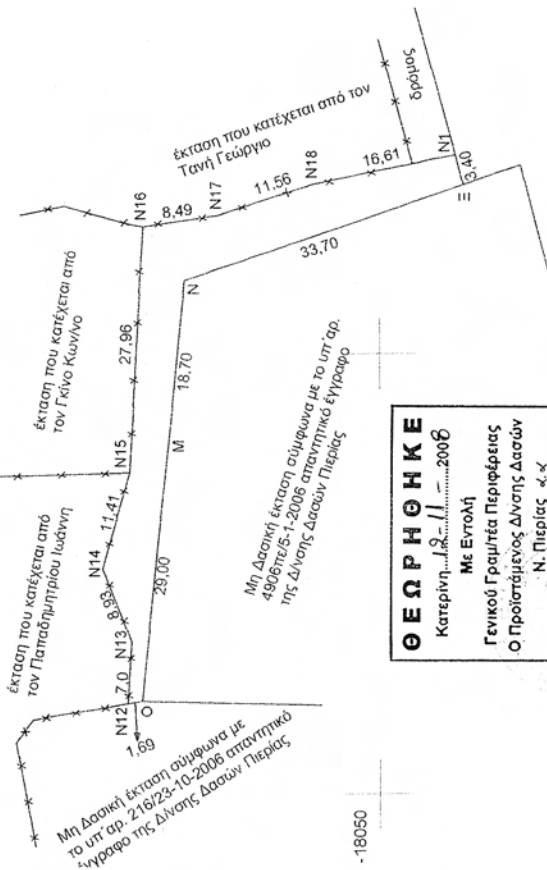 έκταση που κατέχεται από
τον Παπαδημητρίου Ιωάννη
έκταση που κατέχεται από
τον Γκίνο Κων/νο
έκταση που κατέχεται από τον
Τανή Γεώργιο
δρόμος
N12
7,0
N13
8,93
N14
11,41
N15
27,96
N16
8,49
N17
11,56
N18
16,61
N1
3,40
Ξ
33,70
N
18,70
M
29,00
O
1,69
Μη Δασική έκταση σύμφωνα με
το υπ΄αρ. 216/23-10-2006 απαντητικό
έγγραφο της Δ/νσης Δασών Πιερίας
Μη Δασική έκταση σύμφωνα με το υπ΄αρ.
4906πε/5-1-2006 απαντητικό έγγραφο
της Δ/νσης Δασών Πιερίας
-18050
ΘΕΩΡΗΘΗΚΕ
Κατερίνη 19-11-2008
Με Εντολή
Γενικού Γραμ/τέα Περιφέρειας
Ο Προϊστάμενος Δ/νσης Δασών
Ν. Πιερίας